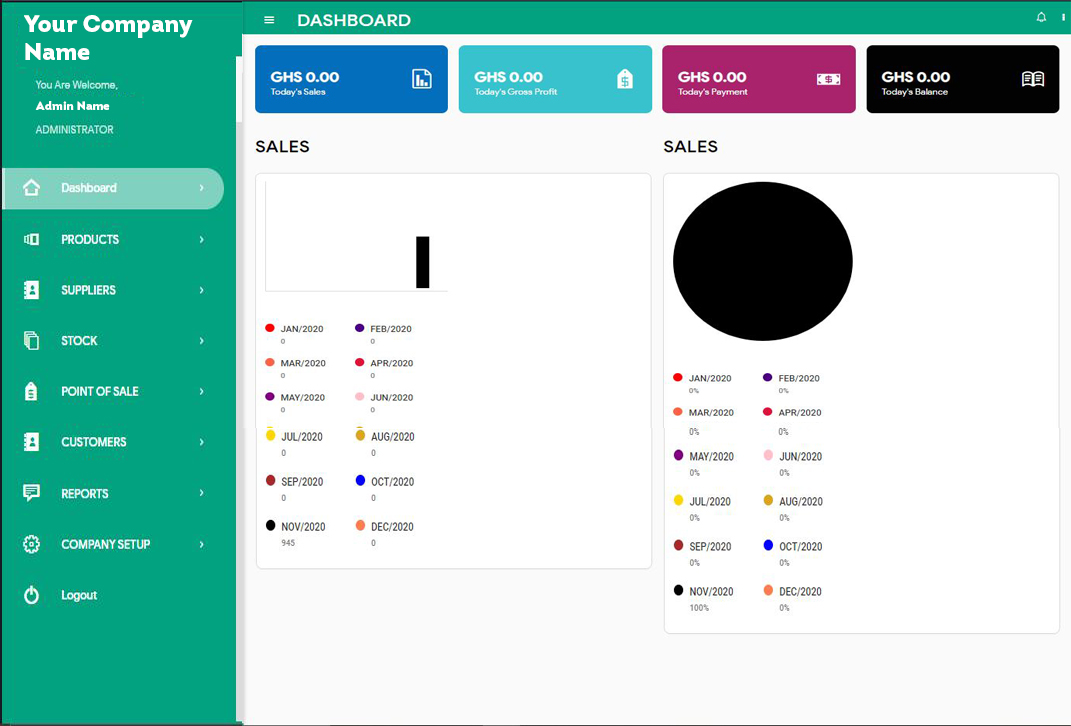 Your Company
Name
You Are Welcome,
Admin Name
ADMINISTRATOR
Dashboard
PRODUCTS
SUPPLIERS
STOCK
POINT OF SALE
CUSTOMERS
REPORTS
COMPANY SETUP
Logout
DASHBOARD
GHS 0.00
Today's Sales
GHS 0.00
Today's Gross Profit
GHS 0.00
Today's Payment
GHS 0.00
Today's Balance
SALES
JAN/2020 FEB/2020
0 0
MAR/2020 APR/2020
0 0
MAY/2020 JUN/2020
0 0
JUL/2020 AUG/2020
0 0
SEP/2020 OCT/2020
0 0
NOV/2020 DEC/2020
945 0
SALES
JAN/2020 FEB/2020
0% 0%
MAR/2020 APR/2020
0% 0%
MAY/2020 JUN/2020
0% 0%
JUL/2020 AUG/2020
0% 0%
SEP/2020 OCT/2020
0% 0%
NOV/2020 DEC/2020
100% 0%